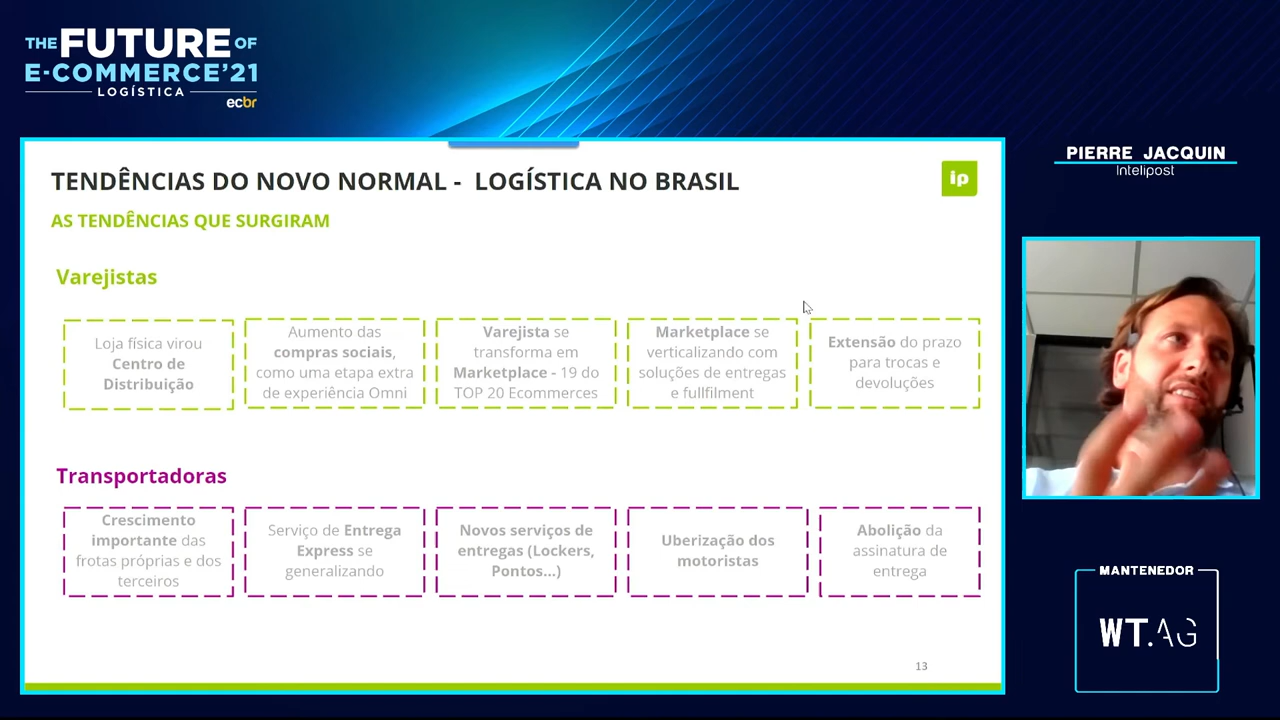 THE FUTURE OF
E-COMMERCE'21
LOGÍSTICA
ecbr
PIERRE JACQUIN
Intelipost
TENDÊNCIAS DO NOVO NORMAL - LOGÍSTICA NO BRASIL
ip
AS TENDÊNCIAS QUE SURGIRAM
Varejistas
Loja física virou
Centro de
Distribuição
Aumento das
compras sociais,
como uma etapa extra
de experiência Omni
Varejista se
transforma em
Marketplace - 19 do
TOP 20 Ecommerces
Marketplace se
verticalizando com
soluções de entregas
e fullfilment
Extensão do prazo
para trocas e
devoluções
Transportadoras
Crescimento
importante das
frotas próprias e dos
terceiros
Serviço de Entrega
Express se
generalizando
Novos serviços de
entregas (Lockers,
Pontos...)
Uberização dos
motoristas
Abolição da
assinatura de
entrega
13
MANTENEDOR
WT.AG